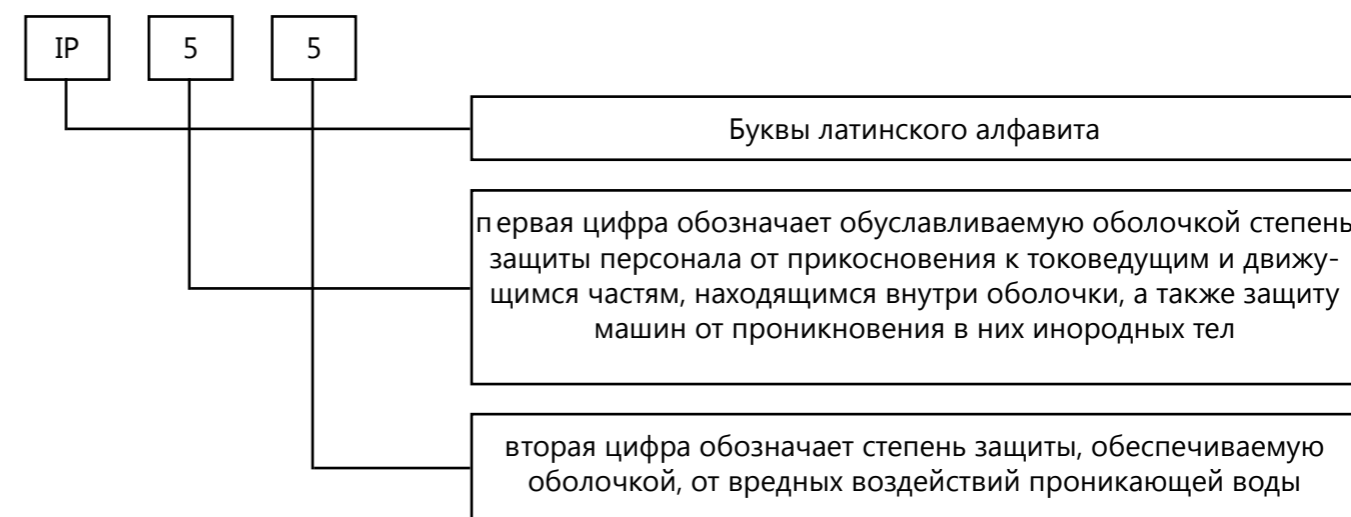 IP 5 5
Буквы латинского алфавита
первая цифра обозначает обуславливаемую оболочкой степень
защиты персонала от прикосновения к токоведущим и движу-
щимся частям, находящимся внутри оболочки, а также защиту
машин от проникновения в них инородных тел
вторая цифра обозначает степень защиты, обеспечиваемую
оболочкой, от вредных воздействий проникающей воды